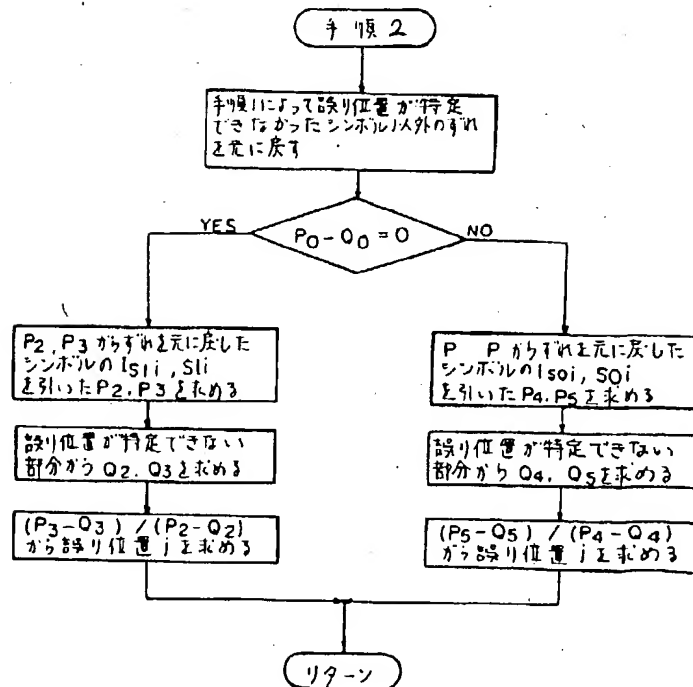 手順2
手順1によって誤り位置が特定
できなかったシンボル以外のずれ
を元に戻す
P0-Q0=0
YES
NO
P2,P3からずれを元に戻した
シンボルのIS1i,S1i
を引いたP2,P3を求める
誤り位置が特定できない
部分からQ2,Q3を求める
(P3-Q3)/(P2-Q2)
から誤り位置jを求める
P Pからずれを元に戻した
シンボルのIS0i,S0i
を引いたP4,P5を求める
誤り位置が特定できない
部分からQ4,Q5を求める
(P5-Q5)/(P4-Q4)
から誤り位置jを求める
リターン